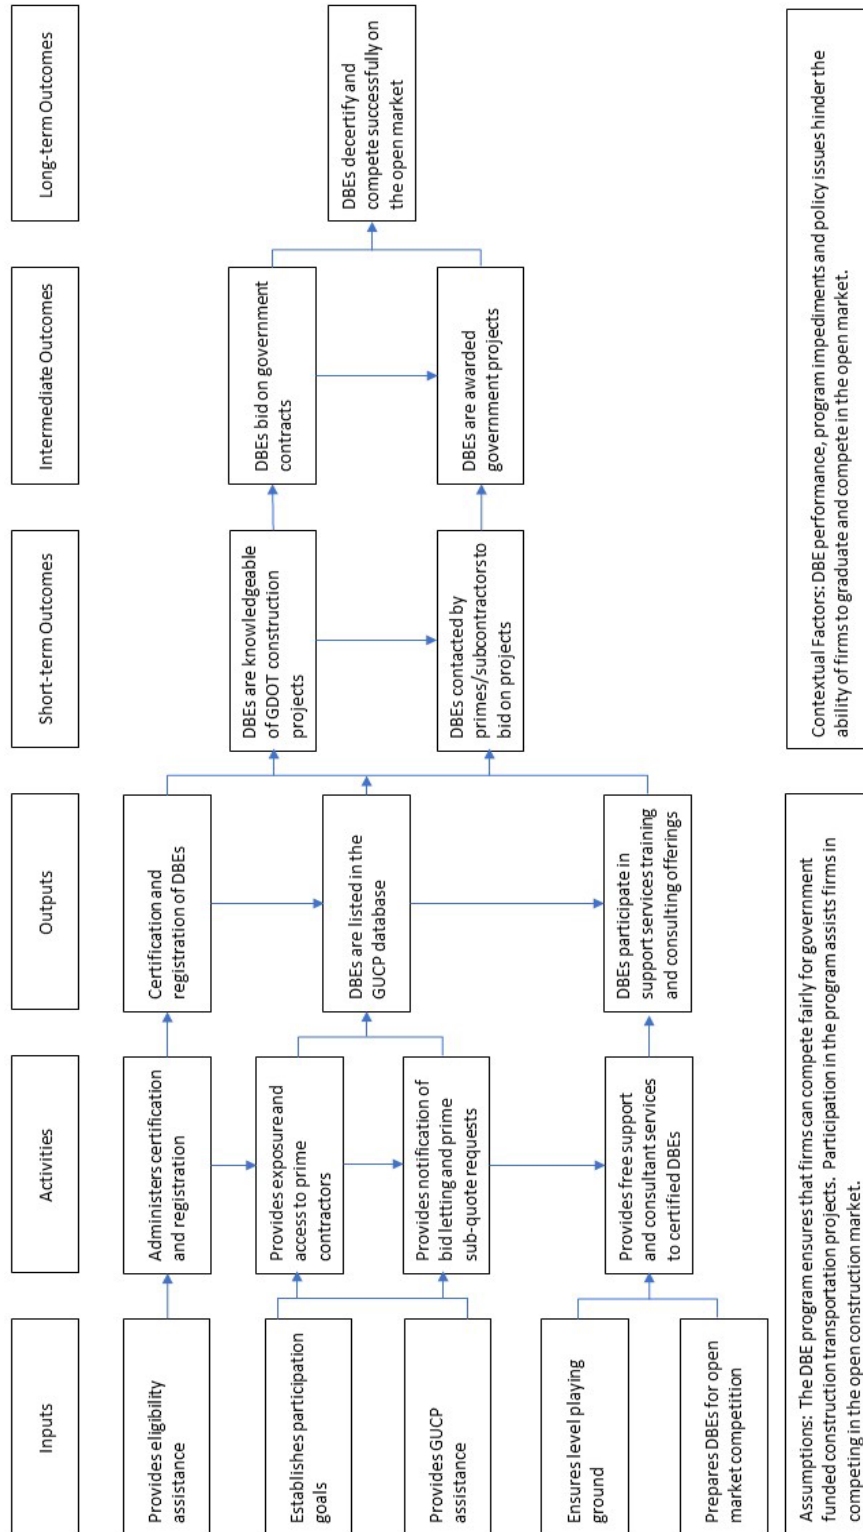 Inputs
Activities
Outputs
Short-term Outcomes
Intermediate Outcomes
Long-term Outcomes
Provides eligibility
assistance
Establishes participation
goals
Provides GUCP
assistance
Ensures level playing
ground
Prepares DBEs for open
market competition
Administers certification
and registration
Provides exposure and
access to prime
contractors
Provides notification of
bid letting and prime
sub-quote requests
Provides free support
and consultant services
to certified DBEs
Certification and
registration of DBEs
DBEs are listed in the
GUCP database
DBEs participate in
support services training
and consulting offerings
DBEs are knowledgeable
of GDOT construction
projects
DBEs contacted by
primes/subcontractors to
bid on projects
DBEs bid on government
contracts
DBEs are awarded
government projects
DBEs decertify and
compete successfully on
the open market
Assumptions: The DBE program ensures that firms can compete fairly for government
funded construction transportation projects. Participation in the program assists firms in
competing in the open construction market.
Contextual Factors: DBE performance, program impediments and policy issues hinder the
ability of firms to graduate and compete in the open market.